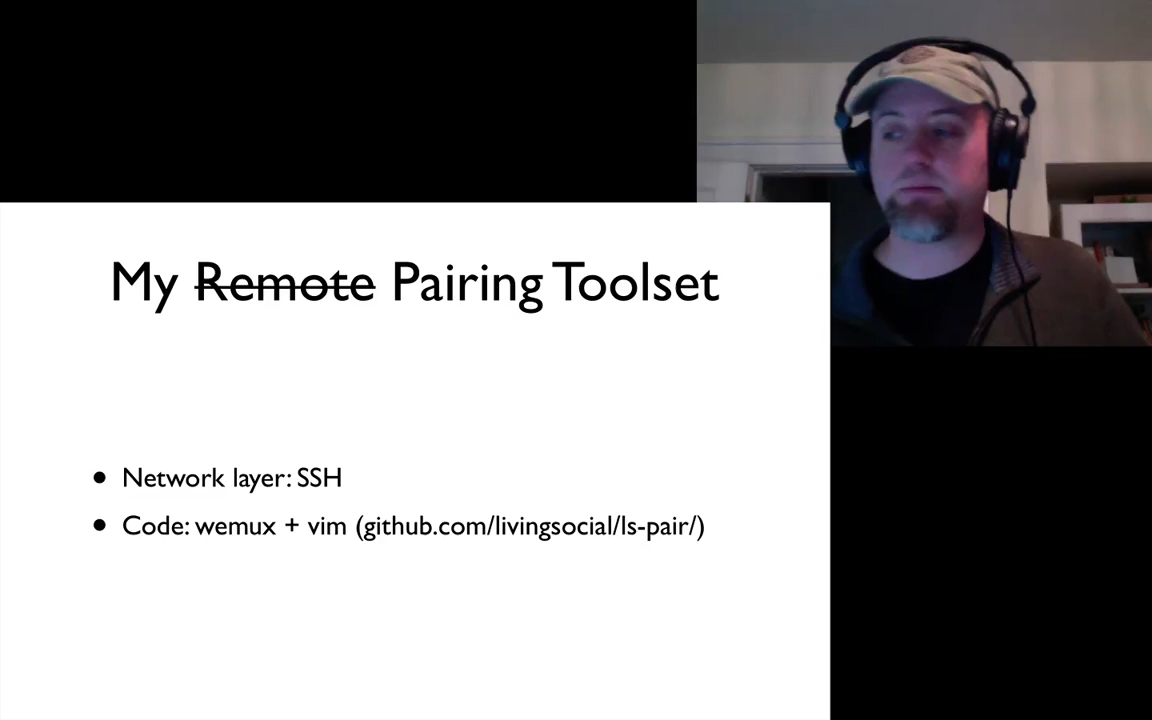 My Remote Pairing Toolset
• Network layer: SSH
• Code: wemux + vim (github.com/livingsocial/ls-pair/)